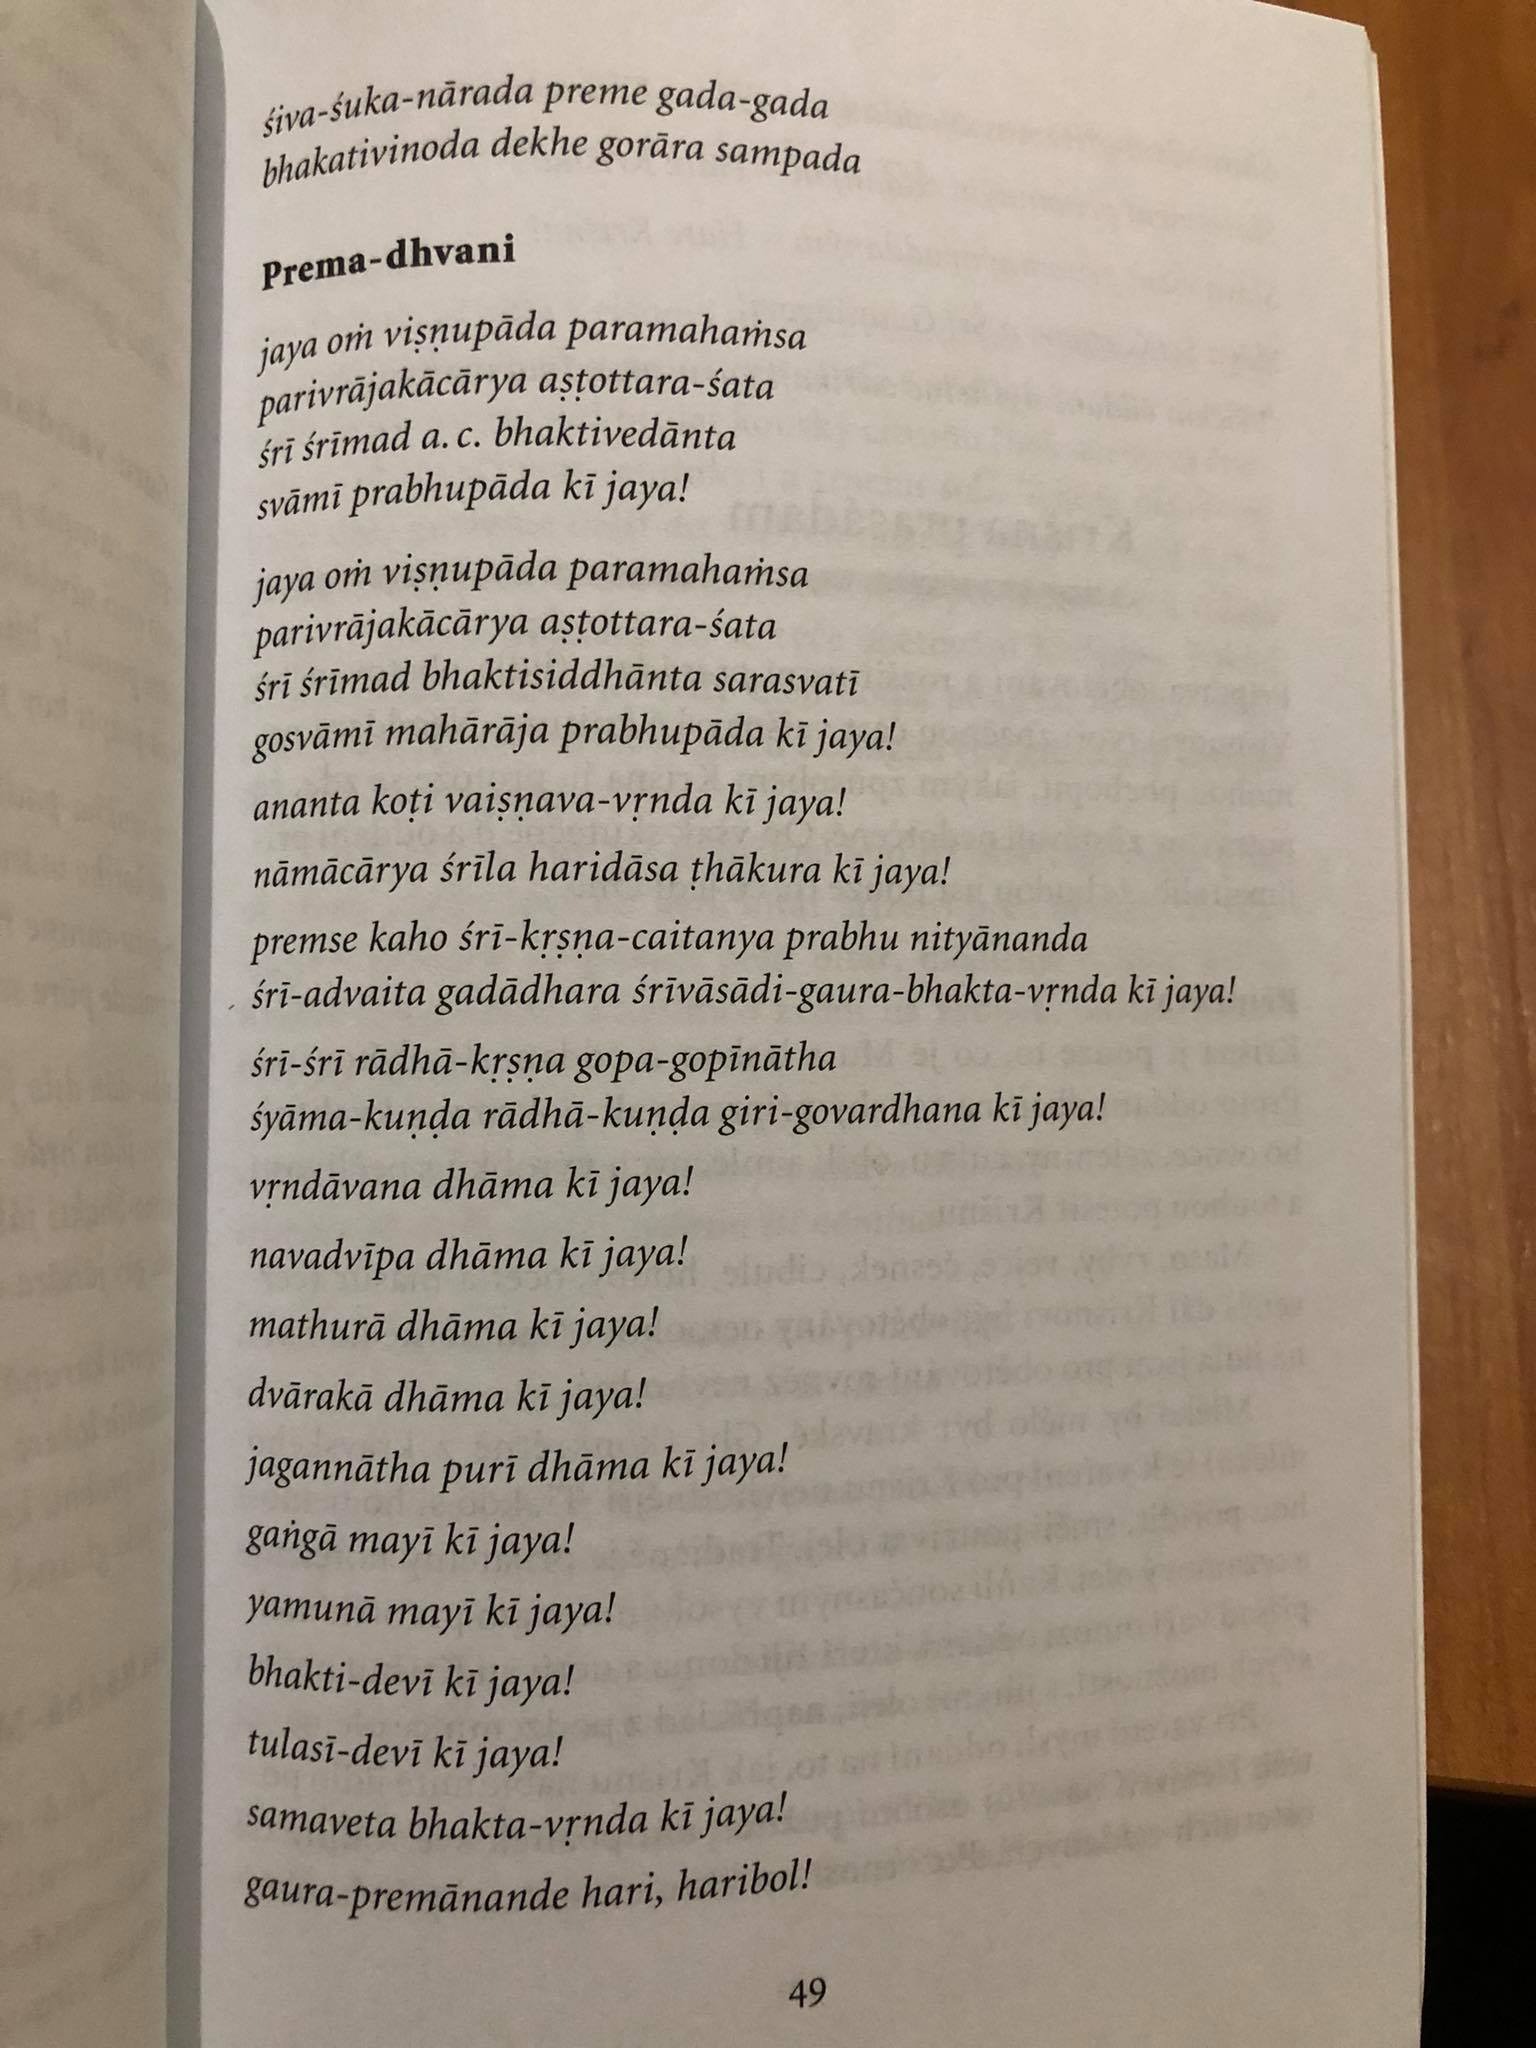 śiva-śuka-nārada preme gada-gada
bhakativinoda dekhe gorāra sampada
Prema-dhvani
jaya oṁ viṣṇupāda paramahaṁsa
parivrājakācārya aṣṭottara-śata
śrī śrīmad a. c. bhaktivedānta
svāmī prabhupāda kī jaya!
jaya oṁ viṣṇupāda paramahaṁsa
parivrājakācārya aṣṭottara-śata
śrī śrīmad bhaktisiddhānta sarasvatī
gosvāmī mahārāja prabhupāda kī jaya!
ananta koṭi vaiṣṇava-vṛnda kī jaya!
nāmācārya śrīla haridāsa ṭhākura kī jaya!
premse kaho śrī-kṛṣṇa-caitanya prabhu nityānanda
śrī-advaita gadādhara śrīvāsādi-gaura-bhakta-vṛnda kī jaya!
śrī-śrī rādhā-kṛṣṇa gopa-gopīnātha
śyāma-kuṇḍa rādhā-kuṇḍa giri-govardhana kī jaya!
vṛndāvana dhāma kī jaya!
navadvīpa dhāma kī jaya!
mathurā dhāma kī jaya!
dvārakā dhāma kī jaya!
jagannātha purī dhāma kī jaya!
gaṅgā mayī kī jaya!
yamunā mayī kī jaya!
bhakti-devī kī jaya!
tulasī-devī kī jaya!
samaveta bhakta-vṛnda kī jaya!
gaura-premānande hari, haribol!
49